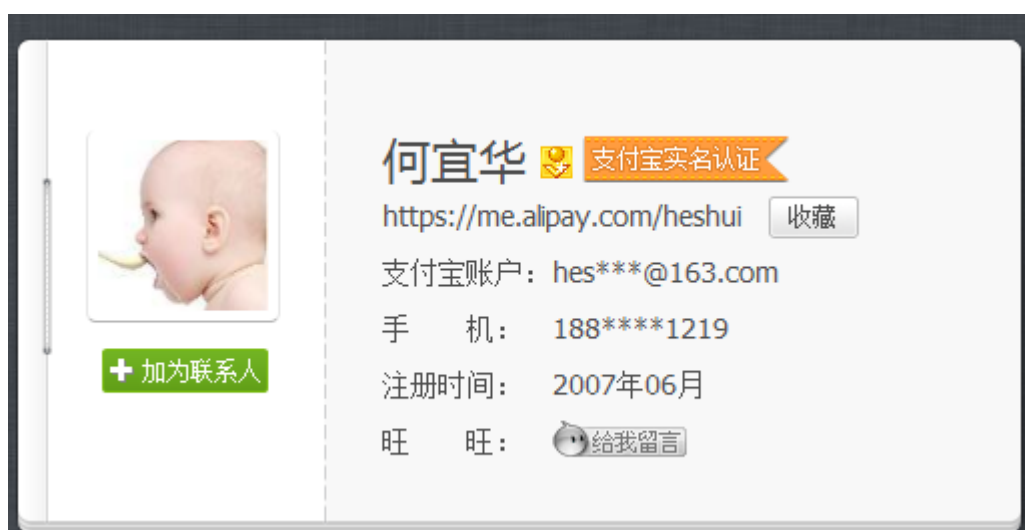 何宜华 支付宝实名认证
https://me.alipay.com/heshui 收藏
支付宝账户：hes***@163.com
手 机： 188****1219
加为联系人
注册时间： 2007年06月
旺 旺： 给我留言